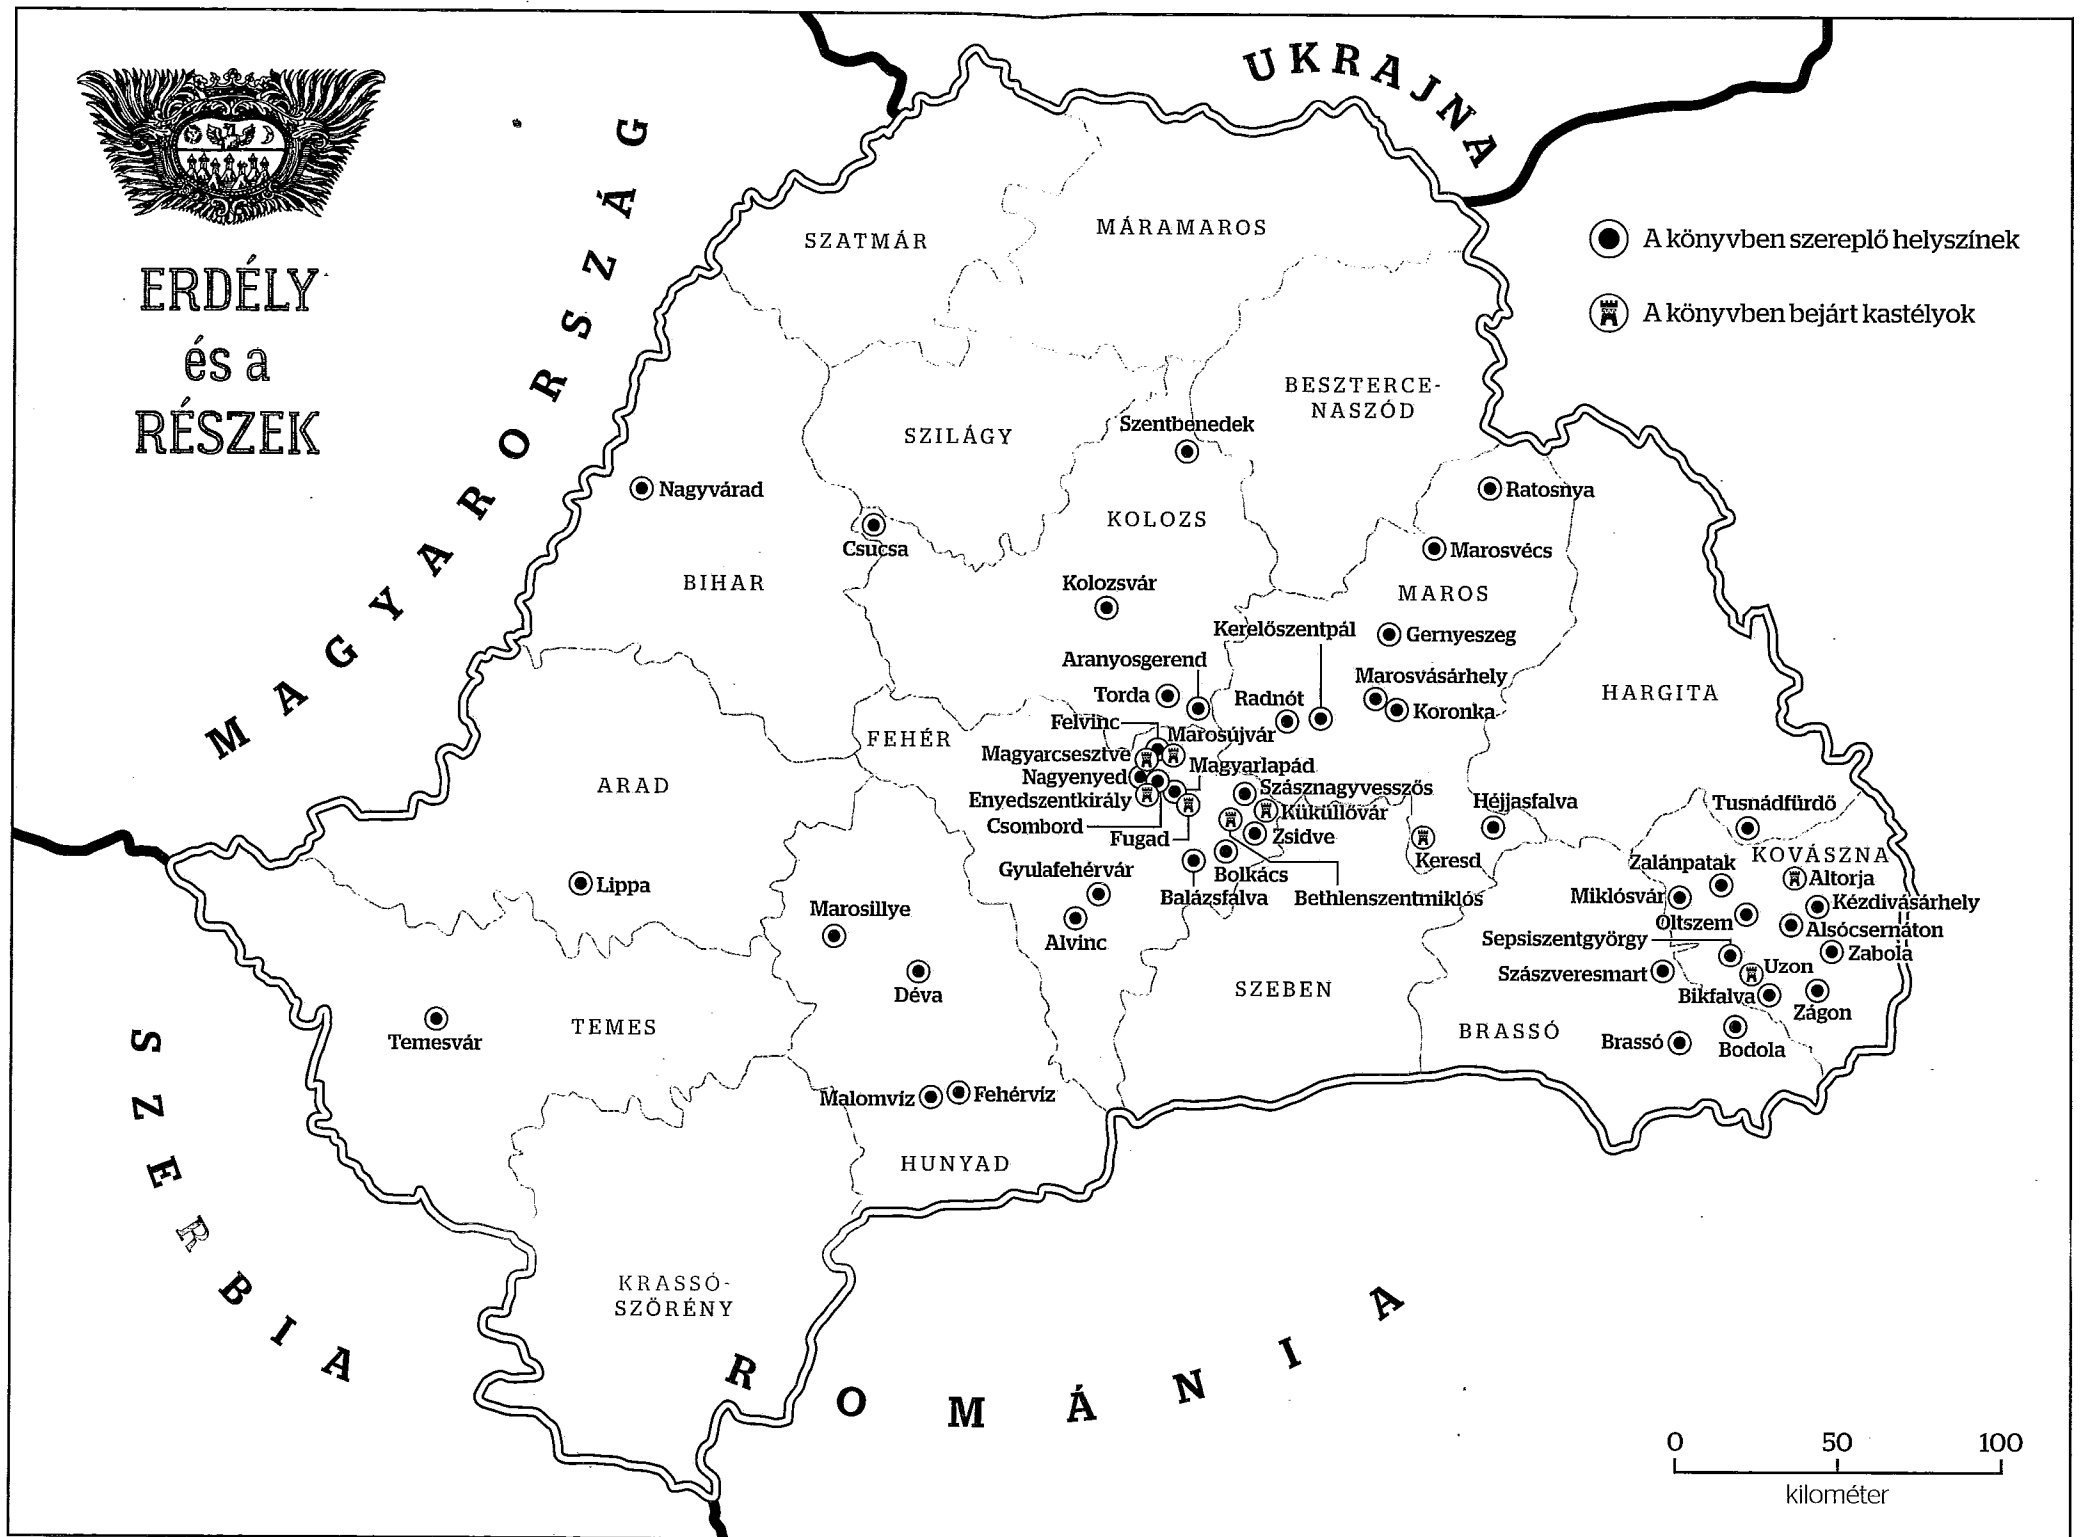 UKRAJNA
MAGYARORSZÁG
SZERBIA
ROMÁNIA
ERDÉLY
és a
RÉSZEK
A könyvben szereplő helyszínek
A könyvben bejárt kastélyok
SZATMÁR
MÁRAMAROS
BESZTERCE-
NASZÓD
SZILÁGY
Szentbenedek
Nagyvárad
Ratosnya
KOLOZS
Csucsa
Marosvécs
BIHAR
Kolozsvár
MAROS
Kerelőszentpál
Gernyeszeg
Aranyosgerend
Marosvásárhely
HARGITA
Torda
Radnót
Koronka
Felvinc
Marosújvár
FEHÉR
Magyarcsesztve
Magyarlapád
Nagyenyed
ARAD
Szásznagyvesszős
Enyedszentkirály
Héjjasfalva
Tusnádfürdő
Küküllővár
Csombord
Fugad
Zsidve
KOVÁSZNA
Keresd
Zalánpatak
Gyulafehérvár
Bolkács
Altorja
Lippa
Miklósvár
Balázsfalva
Bethlenszentmiklós
Kézdivásárhely
Marosillye
Oltszem
Alsócsernáton
Alvinc
Sepsiszentgyörgy
Zabola
Szászveresmart
Uzon
Déva
SZEBEN
Bikfalva
Zágon
TEMES
BRASSÓ
Temesvár
Brassó
Bodola
Malomvíz
Fehérvíz
HUNYAD
KRASSÓ-
SZÖRÉNY
0 50 100
kilométer